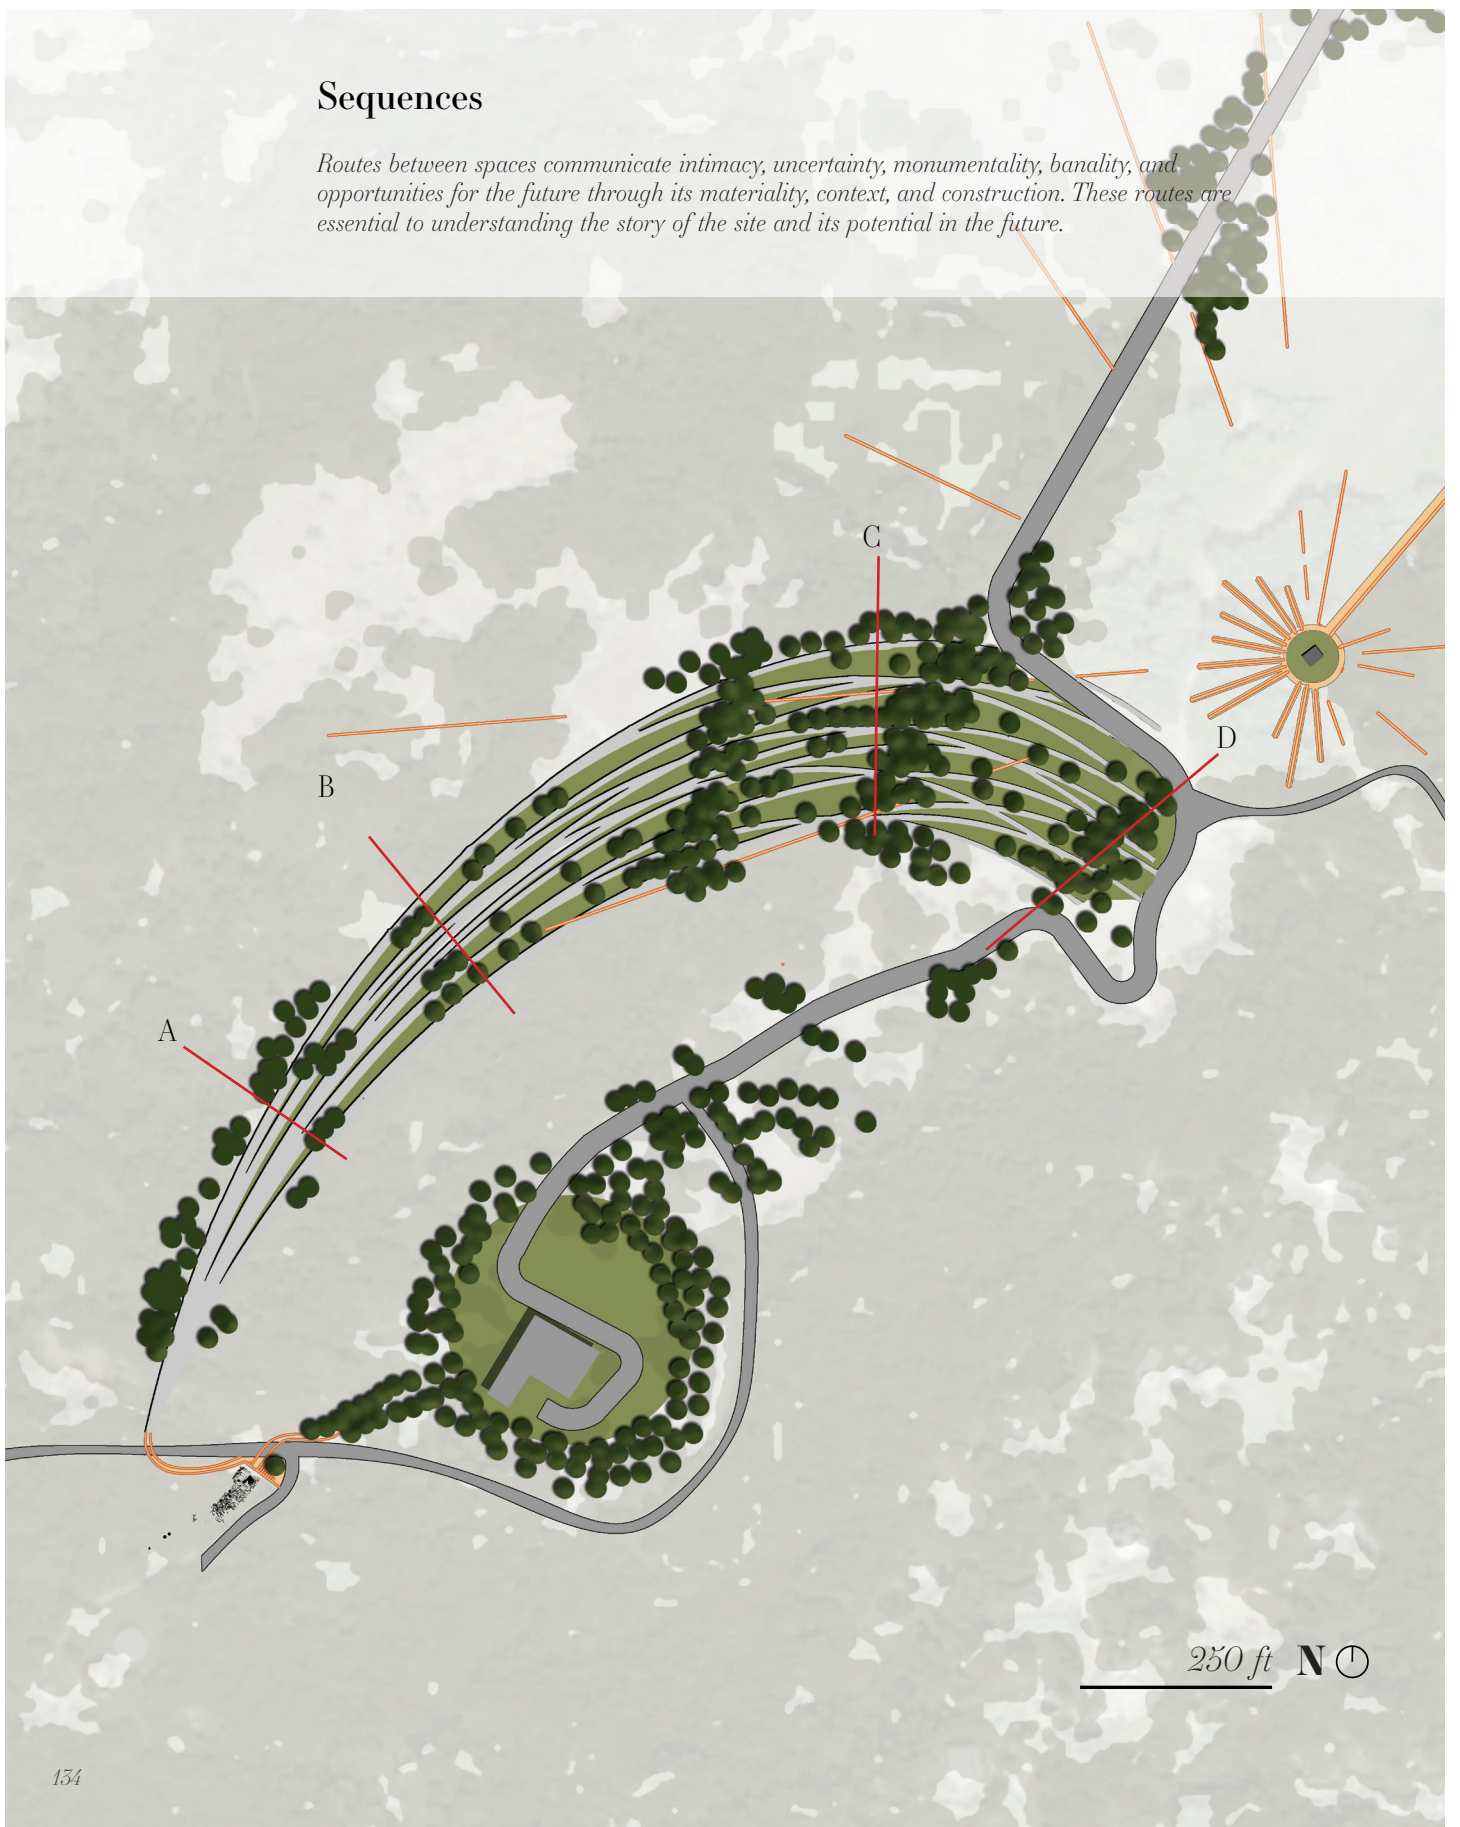 Sequences
Routes between spaces communicate intimacy, uncertainty, monumentality, banality, and
opportunities for the future through its materiality, context, and construction. These routes are
essential to understanding the story of the site and its potential in the future.
C
D
B
A
250 ft N
134